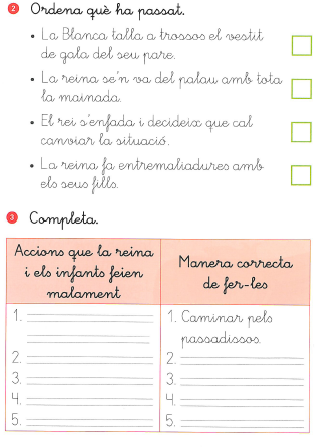 2 Ordena què ha passat.
• La Blanca talla a trossos el vestit
de gala del seu pare.
• La reina se'n va del palau amb tota
la mainada.
• El rei s'enfada i decideix que cal
canviar la situació.
• La reina fa entremaliadures amb
els seus fills.
3 Completa.
Accions que la reina
i els infants feien
malament
Manera correcta
de fer-les
1.
2.
3.
4.
5.
1. Caminar pels
passadissos.
2.
3.
4.
5.